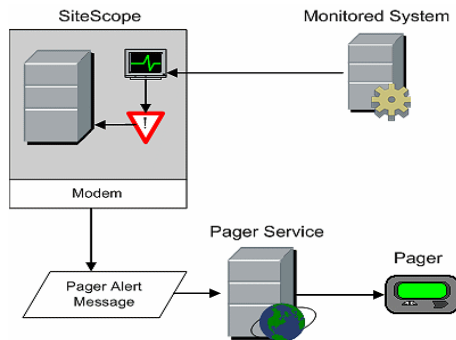 SiteScope
Monitored System
!
Modem
Pager Service
Pager
Pager Alert
Message